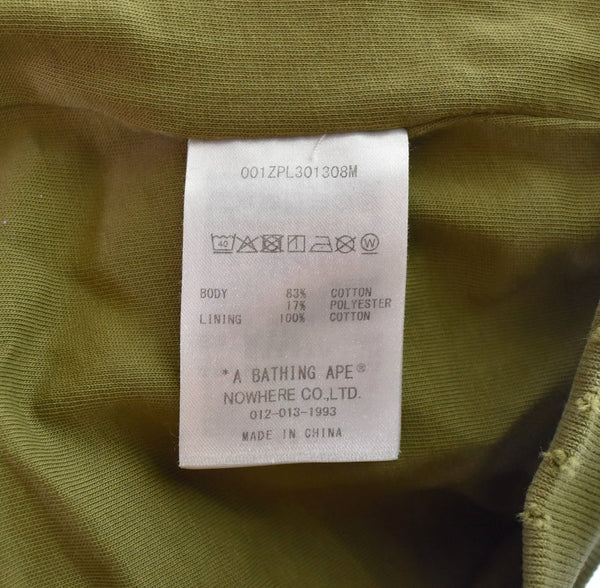 001ZPL301308M
40 W
BODY 83% COTTON
17% POLYESTER
LINING 100% COTTON
*A BATHING APE®
NOWHERE CO.,LTD.
012-013-1993
MADE IN CHINA